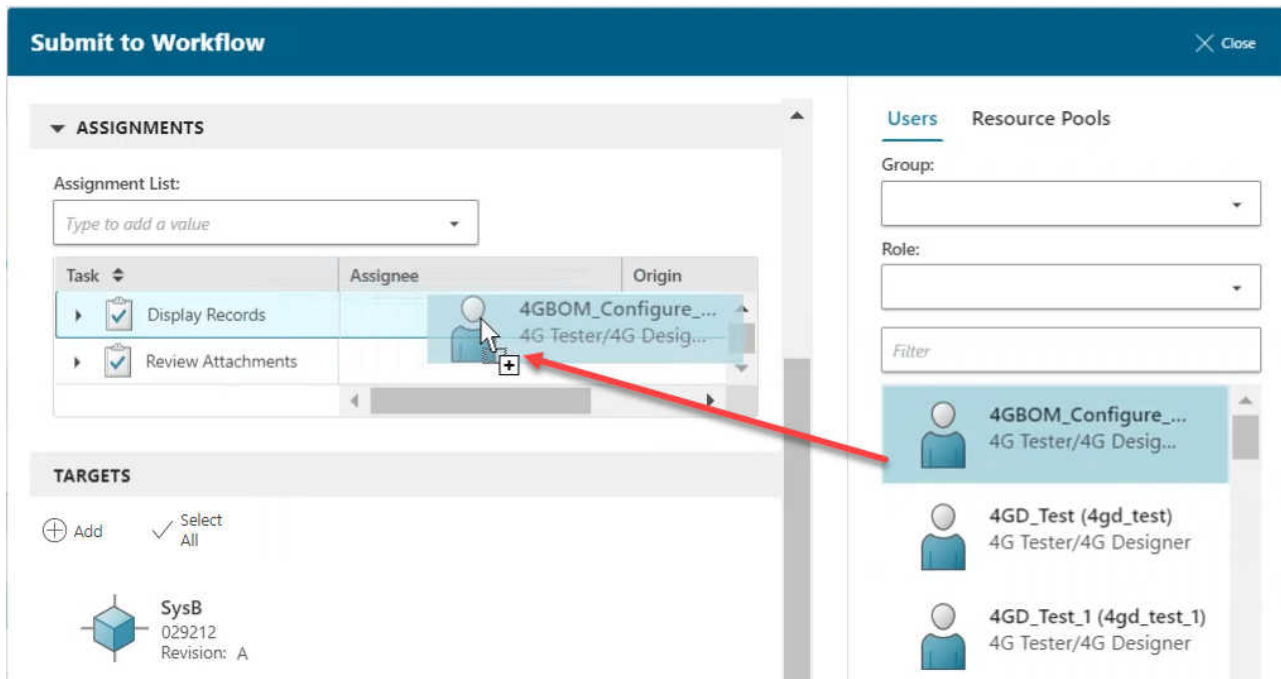 Submit to Workflow
Close
ASSIGNMENTS
Assignment List:
Type to add a value
Task
Assignee
Origin
Display Records
4GBOM_Configure_...
4G Tester/4G Desig...
Review Attachments
TARGETS
Add
Select
All
SysB
029212
Revision: A
Users
Resource Pools
Group:
Role:
Filter
4GBOM_Configure_...
4G Tester/4G Desig...
4GD_Test (4gd_test)
4G Tester/4G Designer
4GD_Test_1 (4gd_test_1)
4G Tester/4G Designer